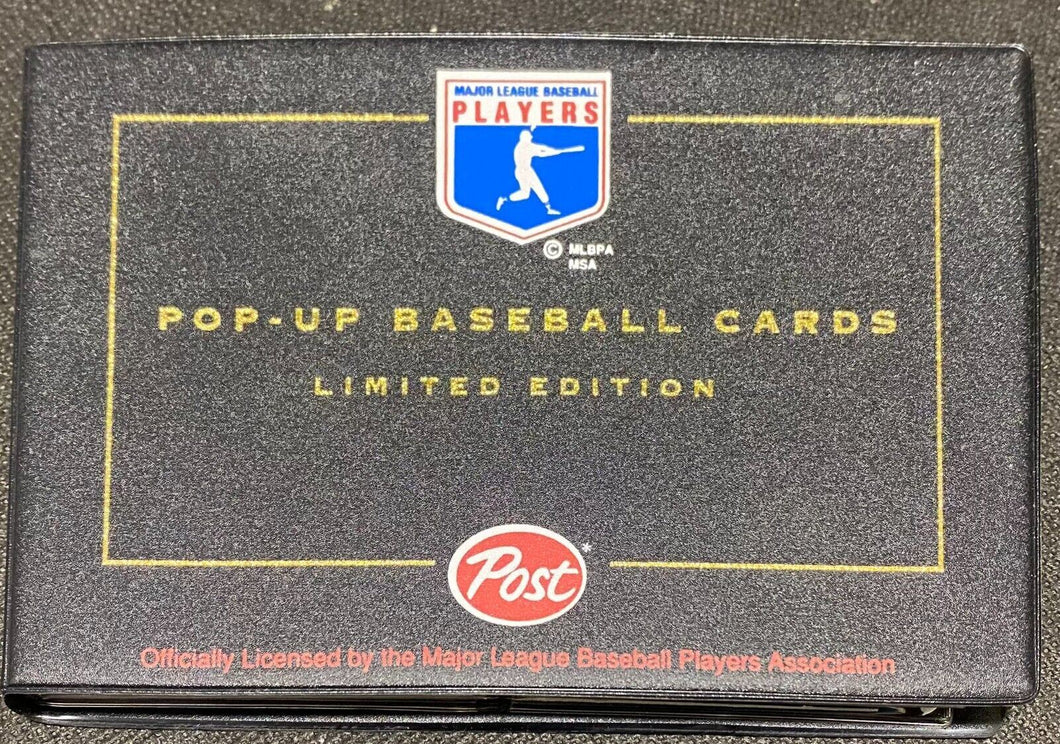 MAJOR LEAGUE BASEBALL
PLAYERS
© MLBPA
MSA
POP-UP BASEBALL CARDS
LIMITED EDITION
Post*
Officially Licensed by the Major League Baseball Players Association